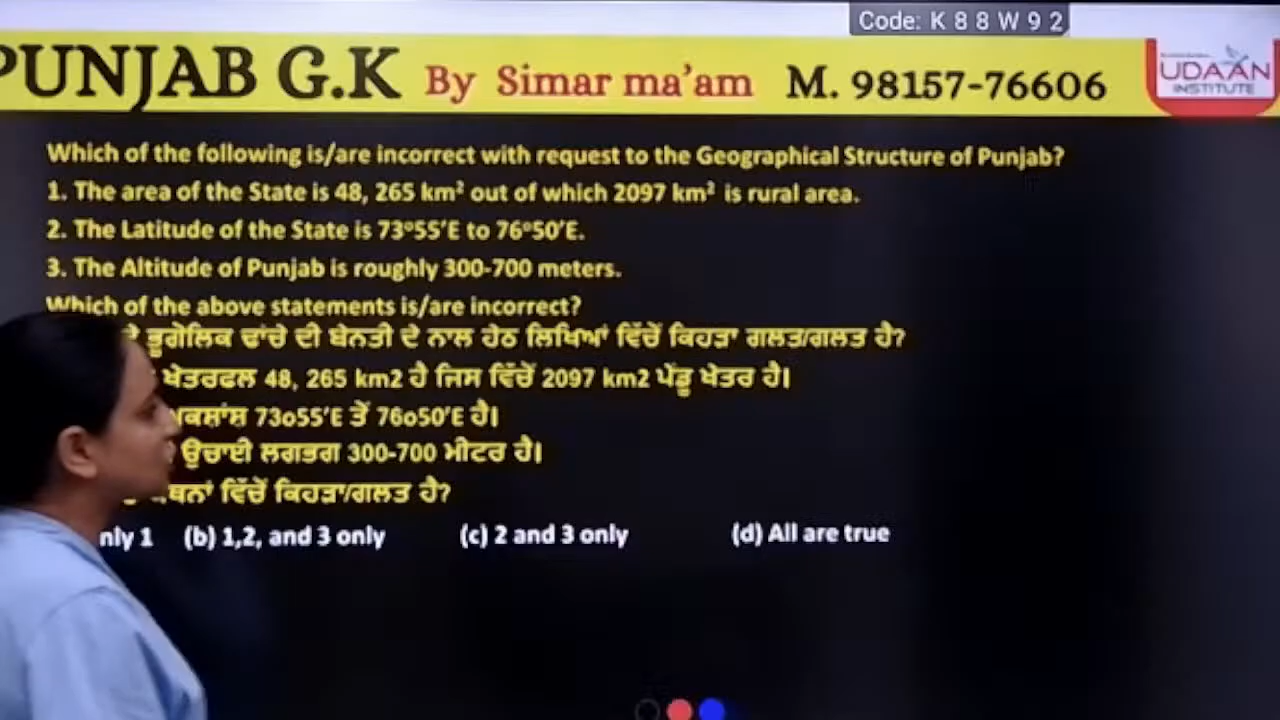 Code: K 8 8 W 9 2
PUNJAB G.K By Simar ma'am M. 98157-76606
UDAAN
INSTITUTE
Which of the following is/are incorrect with request to the Geographical Structure of Punjab?
1. The area of the State is 48, 265 km² out of which 2097 km² is rural area.
2. The Latitude of the State is 73°55'E to 76°50'E.
3. The Altitude of Punjab is roughly 300-700 meters.
Which of the above statements is/are incorrect?
ਭੂਗੋਲਿਕ ਢਾਂਚੇ ਦੀ ਬੇਨਤੀ ਦੇ ਨਾਲ ਹੇਠ ਲਿਖਿਆਂ ਵਿੱਚੋਂ ਕਿਹੜਾ ਗਲਤ/ਗਲਤ ਹੈ?
ਖੇਤਰਫਲ 48, 265 km2 ਹੈ ਜਿਸ ਵਿੱਚੋਂ 2097 km2 ਪੇਂਡੂ ਖੇਤਰ ਹੈ।
73o55'E ਤੋਂ 76o50'E ਹੈ।
ਉਚਾਈ ਲਗਭਗ 300-700 ਮੀਟਰ ਹੈ।
ਵਿੱਚੋਂ ਕਿਹੜਾ/ਗਲਤ ਹੈ?
nly 1 (b) 1,2, and 3 only (c) 2 and 3 only (d) All are true